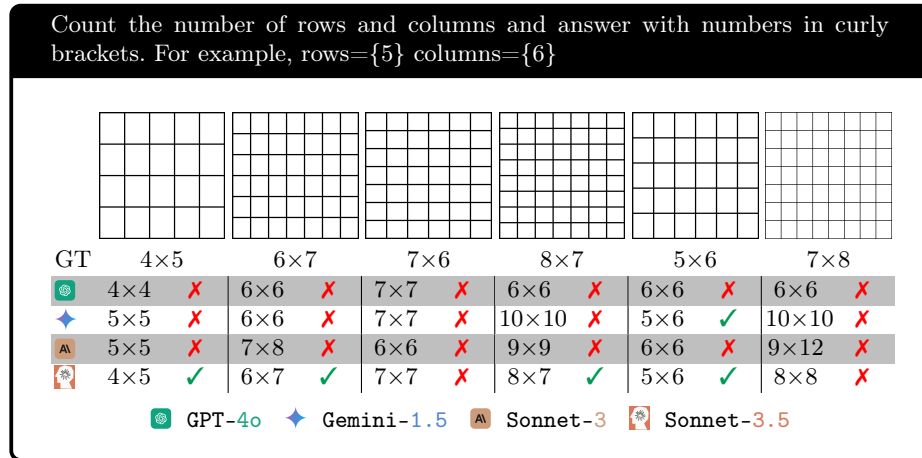 Count the number of rows and columns and answer with numbers in curly
brackets. For example, rows={5} columns={6}
GT 4×5 6×7 7×6 8×7 5×6 7×8
4×4 ✗ 6×6 ✗ 7×7 ✗ 6×6 ✗ 6×6 ✗ 6×6 ✗
5×5 ✗ 6×6 ✗ 7×7 ✗ 10×10 ✗ 5×6 ✓ 10×10 ✗
A\ 5×5 ✗ 7×8 ✗ 6×6 ✗ 9×9 ✗ 6×6 ✗ 9×12 ✗
4×5 ✓ 6×7 ✓ 7×7 ✗ 8×7 ✓ 5×6 ✓ 8×8 ✗
GPT-4o Gemini-1.5 A\ Sonnet-3 Sonnet-3.5